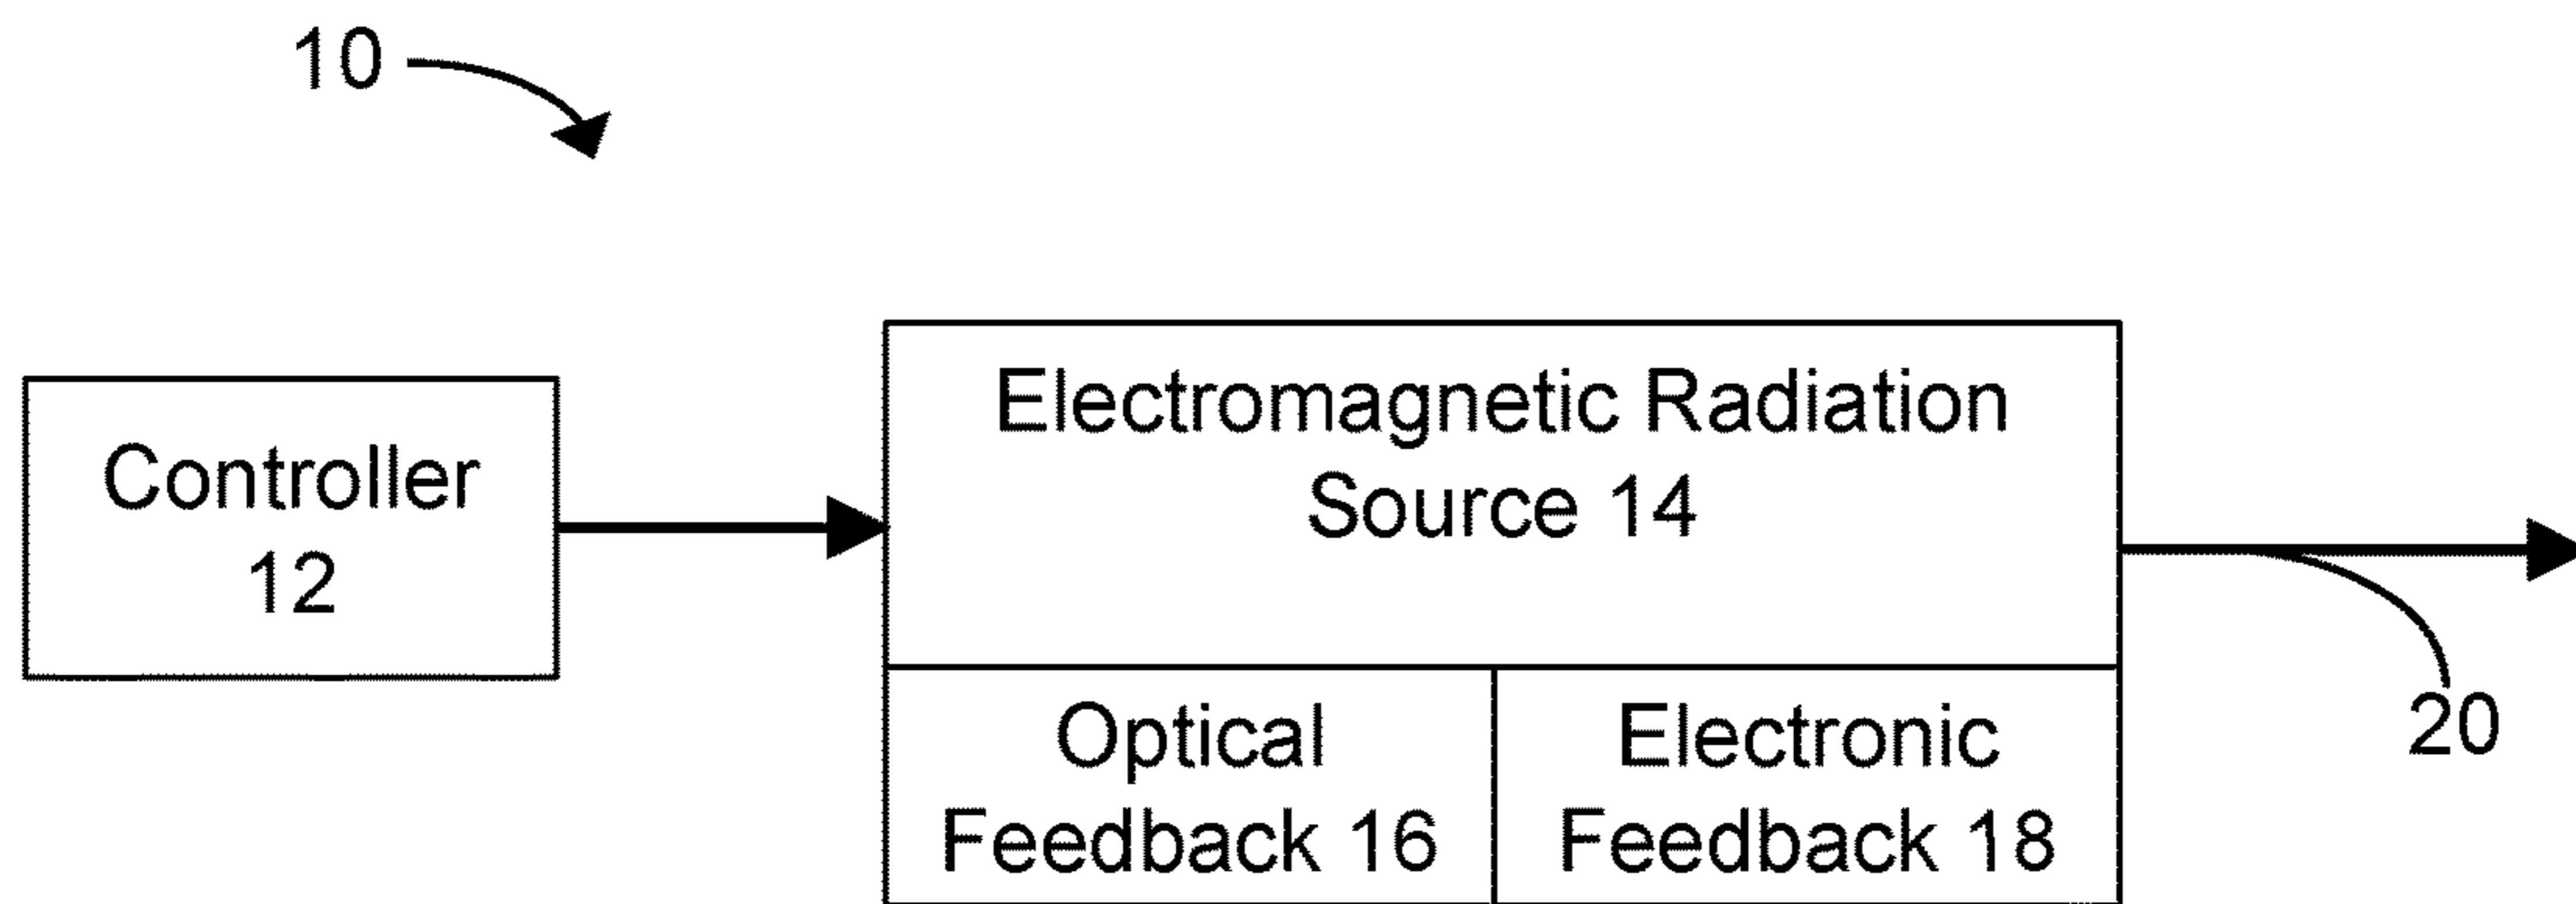 10
Controller
12
Electromagnetic Radiation
Source 14
Optical
Feedback 16
Electronic
Feedback 18
20